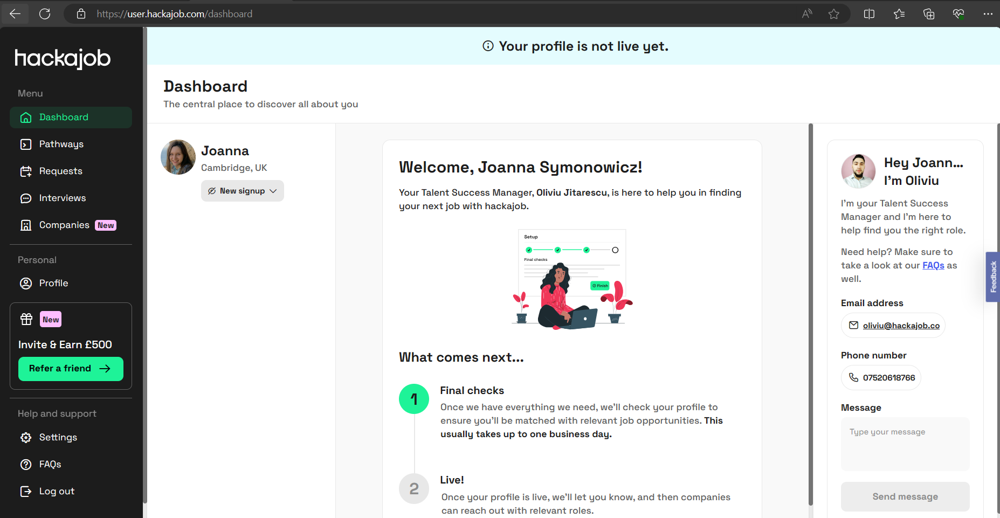 https://user.hackajob.com/dashboard
hackajob
Menu
Dashboard
Pathways
Requests
Interviews
Companies New
Personal
Profile
New
Invite & Earn £500
Refer a friend
Help and support
Settings
FAQs
Log out
Your profile is not live yet.
Dashboard
The central place to discover all about you
Joanna
Cambridge, UK
New signup
Welcome, Joanna Symonowicz!
Your Talent Success Manager, Oliviu Jitarescu, is here to help you in finding
your next job with hackajob.
Setup
Final checks
Finish
What comes next...
1
Final checks
Once we have everything we need, we'll check your profile to
ensure you'll be matched with relevant job opportunities. This
usually takes up to one business day.
2
Live!
Once your profile is live, we'll let you know, and then companies
can reach out with relevant roles.
Hey Joann...
I'm Oliviu
I'm your Talent Success
Manager and I'm here to
help find you the right role.
Need help? Make sure to
take a look at our FAQs as
well.
Email address
oliviu@hackajob.co
Phone number
07520618766
Message
Type your message
Send message
Feedback